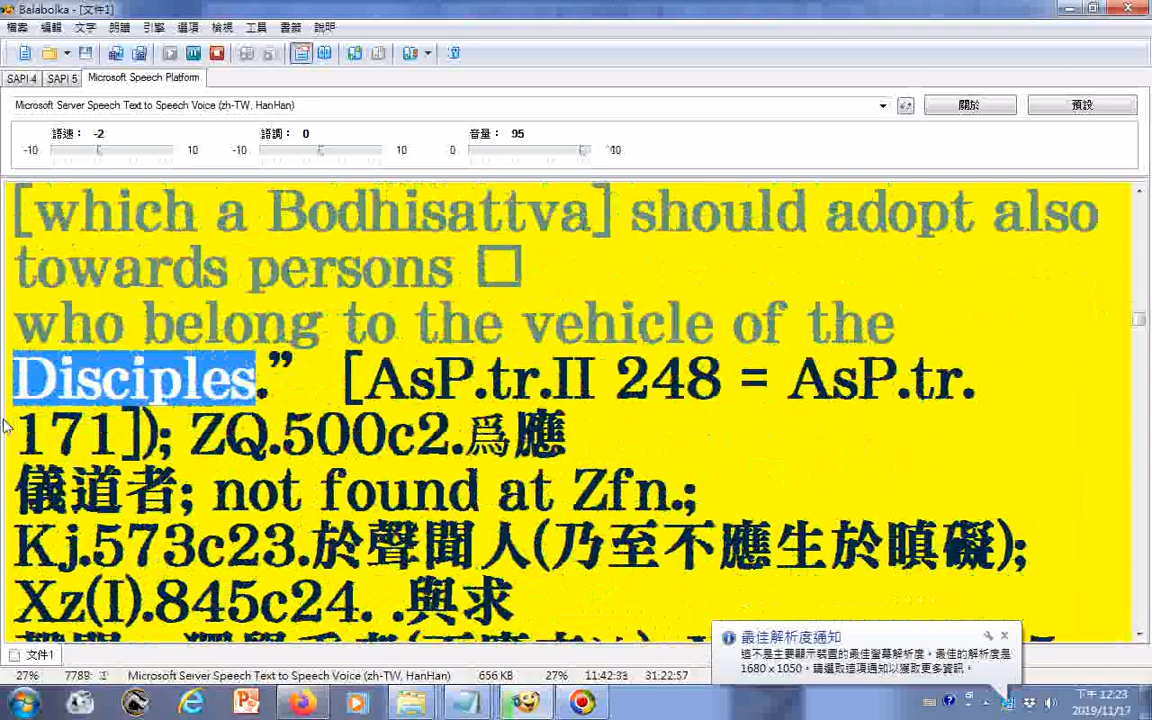 Balabolka - [文件1]
檔案 編輯 文字 朗讀 引擎 選項 檢視 工具 書籤 說明
SAPI 4 SAPI 5 Microsoft Speech Platform
Microsoft Server Speech Text to Speech Voice (zh-TW, HanHan) 關於 預設
語速： -2 語調： 0 音量： 95
-10 10 -10 10 0
[which a Bodhisattva] should adopt also
towards persons □
who belong to the vehicle of the
Disciples.” [AsP.tr.II 248 = AsP.tr.
171]); ZQ.500c2.爲應
儀道者; not found at Zfn.;
Kj.573c23.於聲聞人(乃至不應生於瞋礙);
Xz(I).845c24. .與求
最佳解析度通知
這不是主要顯示裝置的最佳螢幕解析度。最佳的解析度是
1680 x 1050。請選取這項通知以獲取更多資訊。
文件1
27% Microsoft Server Speech Text to Speech Voice (zh-TW, HanHan) 656 KB 27% 11:42:33 31:22:57
下午 12:23
2019/11/17